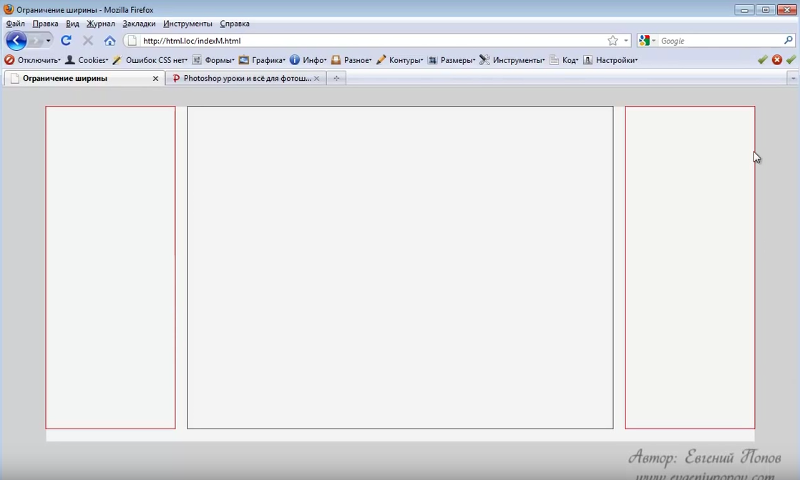 Ограничение ширины - Mozilla Firefox
Файл Правка Вид Журнал Закладки Инструменты Справка
http://html.loc/indexM.html
Google
Отключить Cookies Ошибок CSS нет Формы Графика Инфо Разное Контуры Размеры Инструменты Код Настройки
Ограничение ширины
Photoshop уроки и всё для фотош...
Автор: Евгений Попов
www.evgeniypopov.com